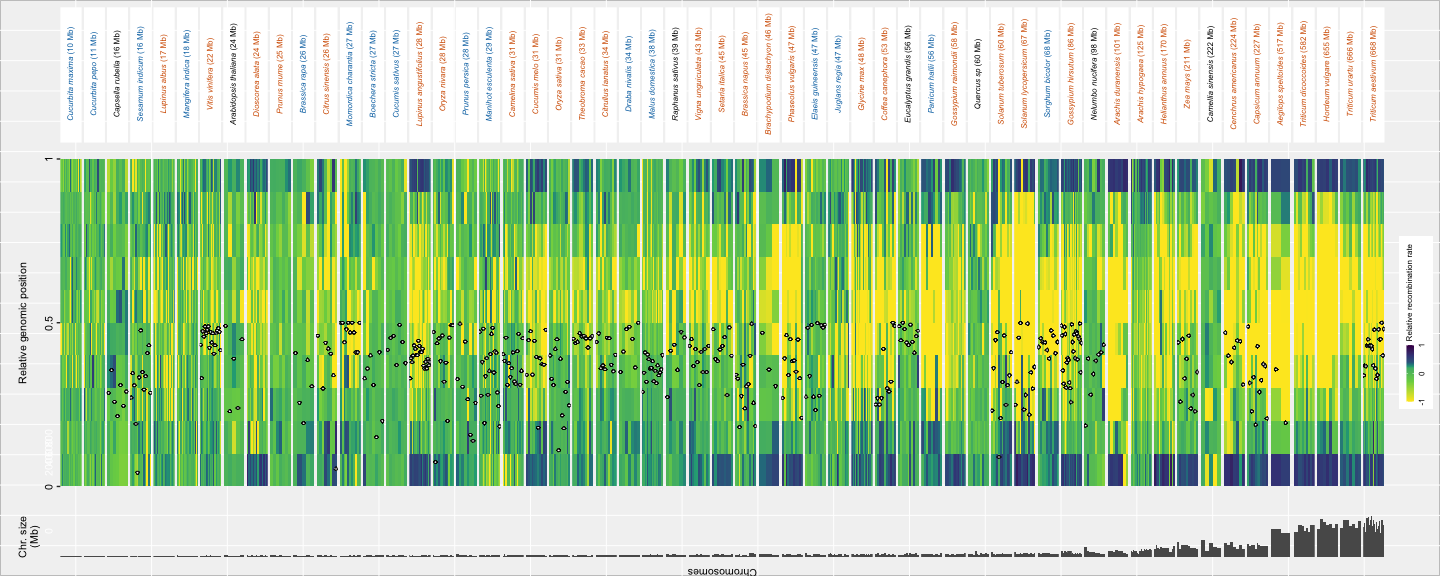 Cucurbita maxima (10 Mb)
Cucurbita pepo (11 Mb)
Capsella rubella (16 Mb)
Sesamum indicum (16 Mb)
Lupinus albus (17 Mb)
Mangifera indica (18 Mb)
Vitis vinifera (22 Mb)
Arabidopsis thaliana (24 Mb)
Dioscorea alata (24 Mb)
Prunus mume (25 Mb)
Brassica rapa (26 Mb)
Citrus sinensis (26 Mb)
Momordica charantia (27 Mb)
Boechera stricta (27 Mb)
Cucumis sativus (27 Mb)
Lupinus angustifolius (28 Mb)
Oryza nivara (28 Mb)
Prunus persica (28 Mb)
Manihot esculenta (29 Mb)
Camelina sativa (31 Mb)
Cucumis melo (31 Mb)
Oryza sativa (31 Mb)
Theobroma cacao (33 Mb)
Citrullus lanatus (34 Mb)
Draba nivalis (34 Mb)
Malus domestica (38 Mb)
Raphanus sativus (39 Mb)
Vigna unguiculata (43 Mb)
Setaria italica (45 Mb)
Brassica napus (45 Mb)
Brachypodium distachyon (46 Mb)
Phaseolus vulgaris (47 Mb)
Elaeis guineensis (47 Mb)
Juglans regia (47 Mb)
Glycine max (48 Mb)
Coffea canephora (53 Mb)
Eucalyptus grandis (56 Mb)
Panicum hallii (56 Mb)
Gossypium raimondii (58 Mb)
Quercus sp (60 Mb)
Solanum tuberosum (60 Mb)
Solanum lycopersicum (67 Mb)
Sorghum bicolor (68 Mb)
Gossypium hirsutum (86 Mb)
Nelumbo nucifera (98 Mb)
Arachis duranensis (101 Mb)
Arachis hypogaea (125 Mb)
Helianthus annuus (170 Mb)
Zea mays (211 Mb)
Camellia sinensis (222 Mb)
Cenchrus americanus (224 Mb)
Capsicum annuum (227 Mb)
Aegilops speltoides (517 Mb)
Triticum dicoccoides (582 Mb)
Hordeum vulgare (655 Mb)
Triticum urartu (666 Mb)
Triticum aestivum (668 Mb)
Relative genomic position
1
0.5
0
Relative recombination rate
1
0
-1
Chr. size
(Mb)
0
Chromosomes